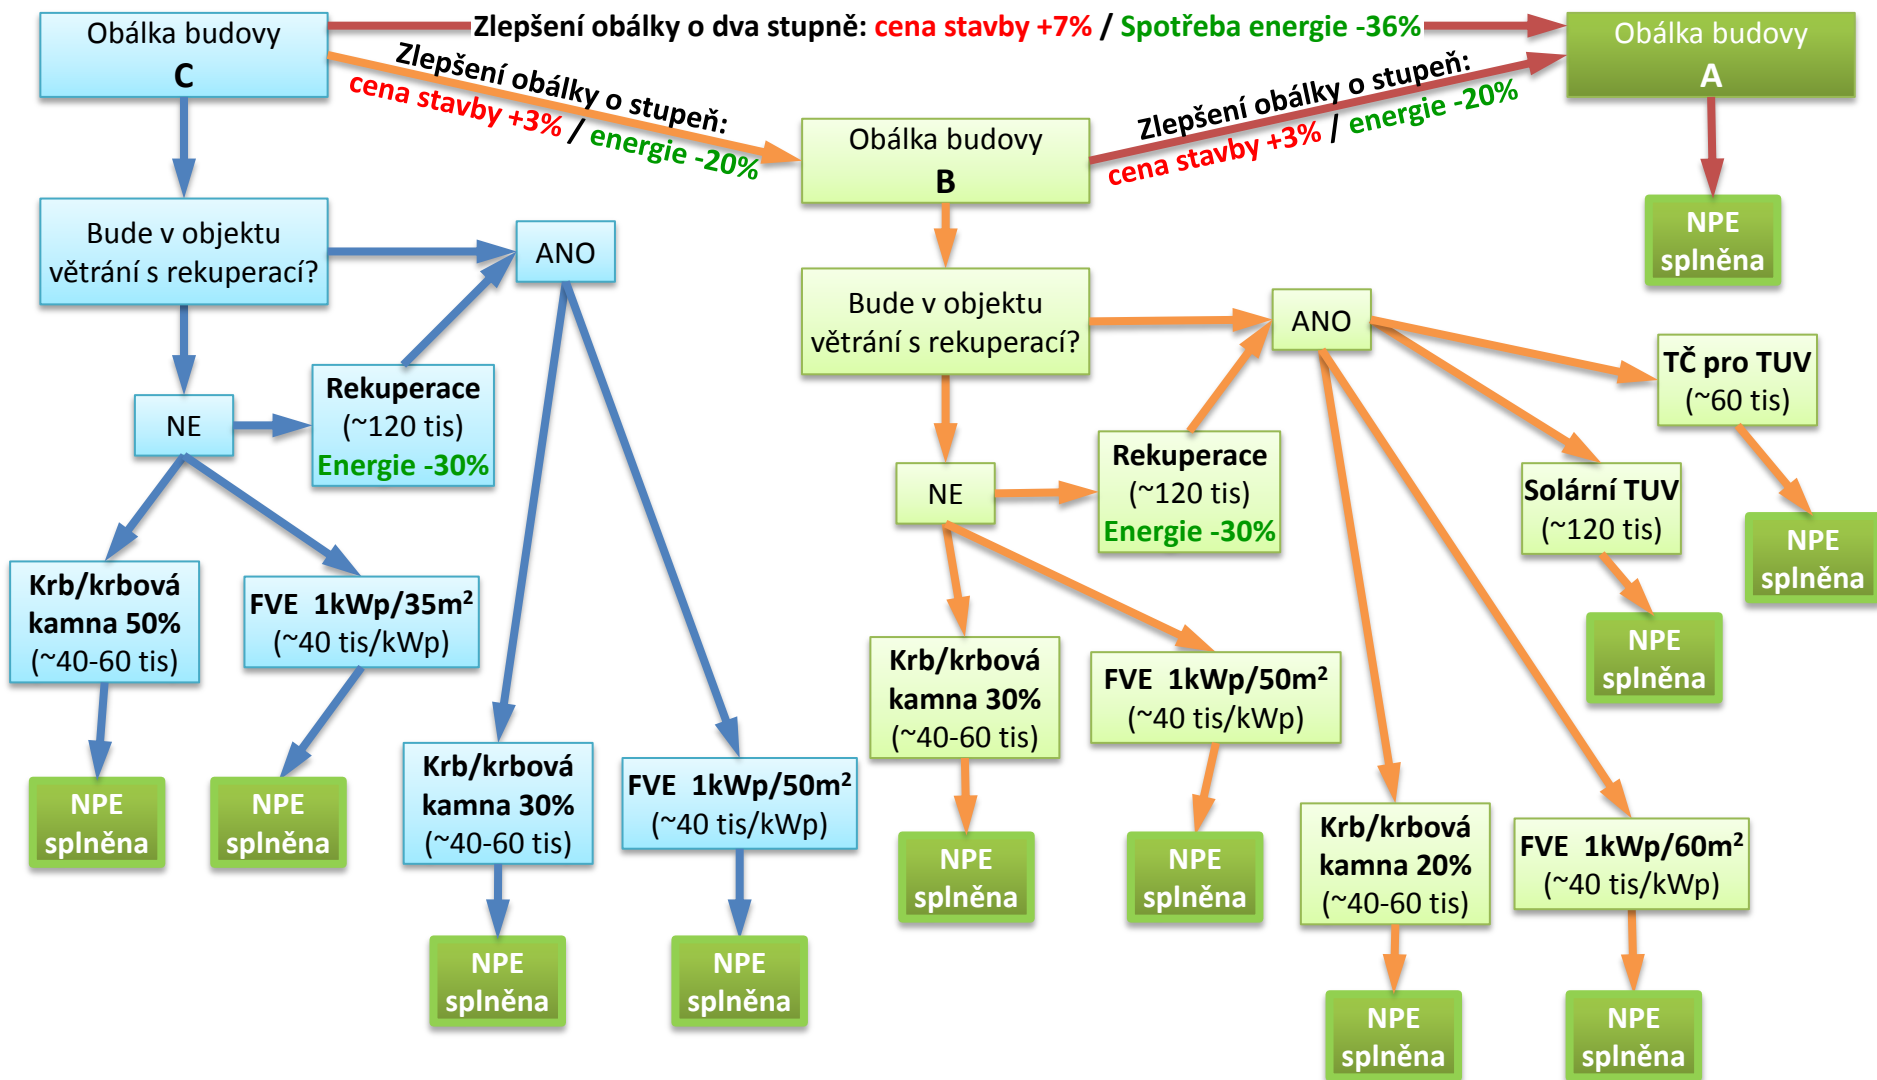 Obálka budovy
C
Zlepšení obálky o dva stupně: cena stavby +7% / Spotřeba energie -36%
Obálka budovy
A
Zlepšení obálky o stupeň:
cena stavby +3% / energie -20%
Zlepšení obálky o stupeň:
cena stavby +3% / energie -20%
Obálka budovy
B
NPE
splněna
Bude v objektu
větrání s rekuperací?
ANO
NE
Rekuperace
(~120 tis)
Energie -30%
Krb/krbová
kamna 50%
(~40-60 tis)
FVE 1kWp/35m²
(~40 tis/kWp)
NPE
splněna
NPE
splněna
Krb/krbová
kamna 30%
(~40-60 tis)
FVE 1kWp/50m²
(~40 tis/kWp)
NPE
splněna
NPE
splněna
Bude v objektu
větrání s rekuperací?
ANO
NE
Rekuperace
(~120 tis)
Energie -30%
TČ pro TUV
(~60 tis)
Solární TUV
(~120 tis)
NPE
splněna
NPE
splněna
Krb/krbová
kamna 30%
(~40-60 tis)
FVE 1kWp/50m²
(~40 tis/kWp)
NPE
splněna
NPE
splněna
Krb/krbová
kamna 20%
(~40-60 tis)
FVE 1kWp/60m²
(~40 tis/kWp)
NPE
splněna
NPE
splněna